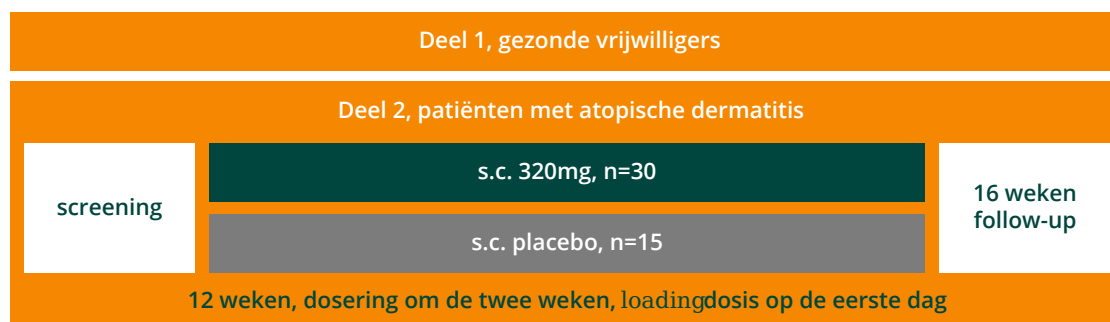 Deel 1, gezonde vrijwilligers
Deel 2, patiënten met atopische dermatitis
screening
s.c. 320mg, n=30
s.c. placebo, n=15
16 weken
follow-up
12 weken, dosering om de twee weken, loadingdosis op de eerste dag